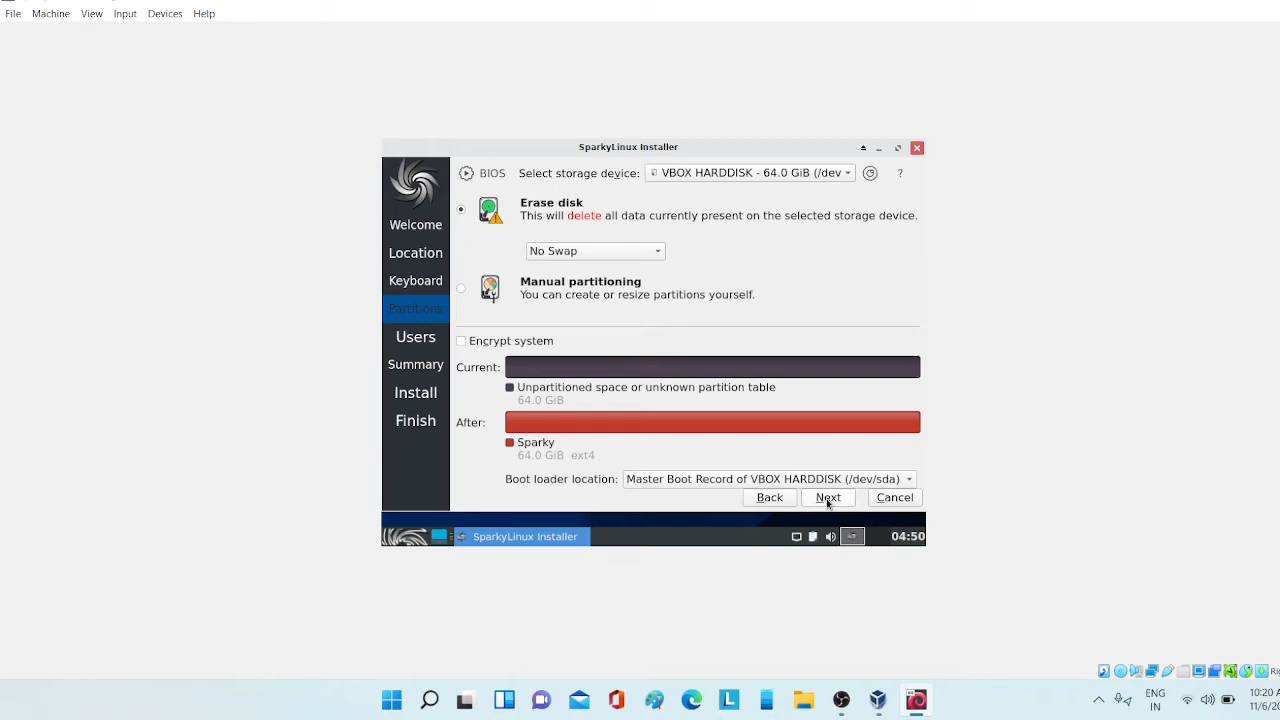 File Machine View Input Devices Help
SparkyLinux Installer
BIOS Select storage device: VBOX HARDDISK - 64.0 GiB (/dev ?
Welcome
Location
Keyboard
Partitions
Users
Summary
Install
Finish
Erase disk
This will delete all data currently present on the selected storage device.
No Swap
Manual partitioning
You can create or resize partitions yourself.
Encrypt system
Current:
Unpartitioned space or unknown partition table
64.0 GiB
After:
Sparky
64.0 GiB ext4
Boot loader location: Master Boot Record of VBOX HARDDISK (/dev/sda)
Back Next Cancel
SparkyLinux Installer 04:50
ENG
IN
10:20
11/6/20